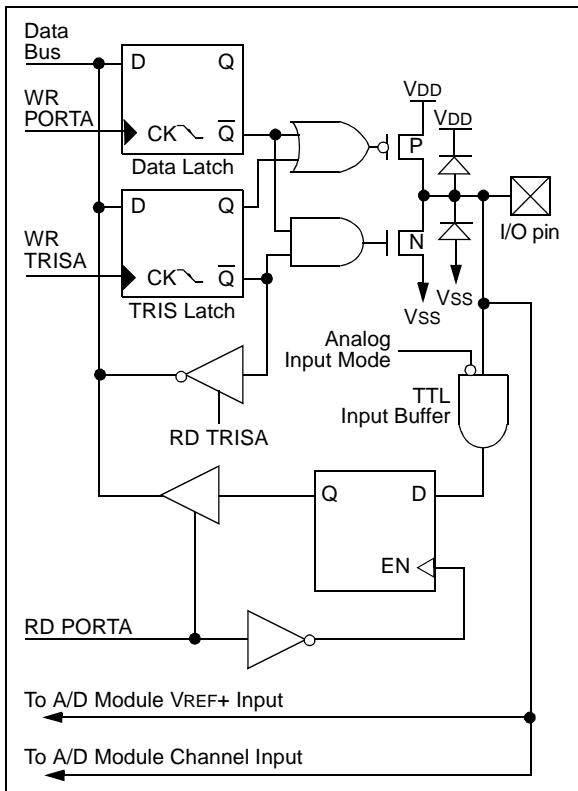 Data
Bus
D Q
VDD
WR
PORTA
CK Q
VDD
P
Data Latch
D Q
I/O pin
WR
TRISA
N
CK Q
VSS
TRIS Latch
VSS
Analog
Input Mode
TTL
Input Buffer
RD TRISA
Q D
EN
RD PORTA
To A/D Module VREF+ Input
To A/D Module Channel Input